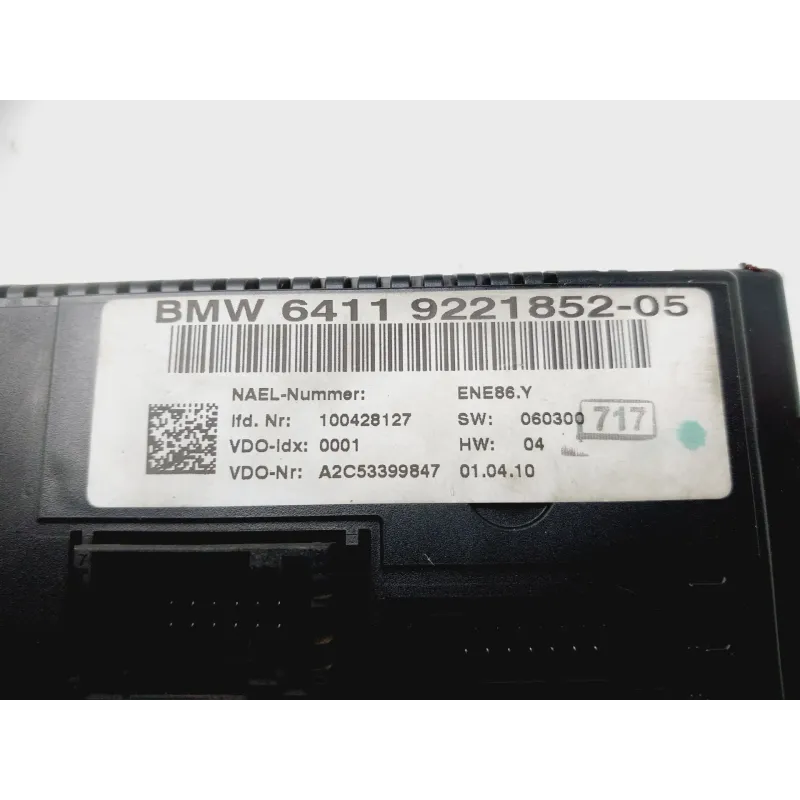 BMW 6411 9221852-05
NAEL-Nummer: ENE86.Y
lfd. Nr: 100428127 SW: 060300 717
VDO-Idx: 0001 HW: 04
VDO-Nr: A2C53399847 01.04.10